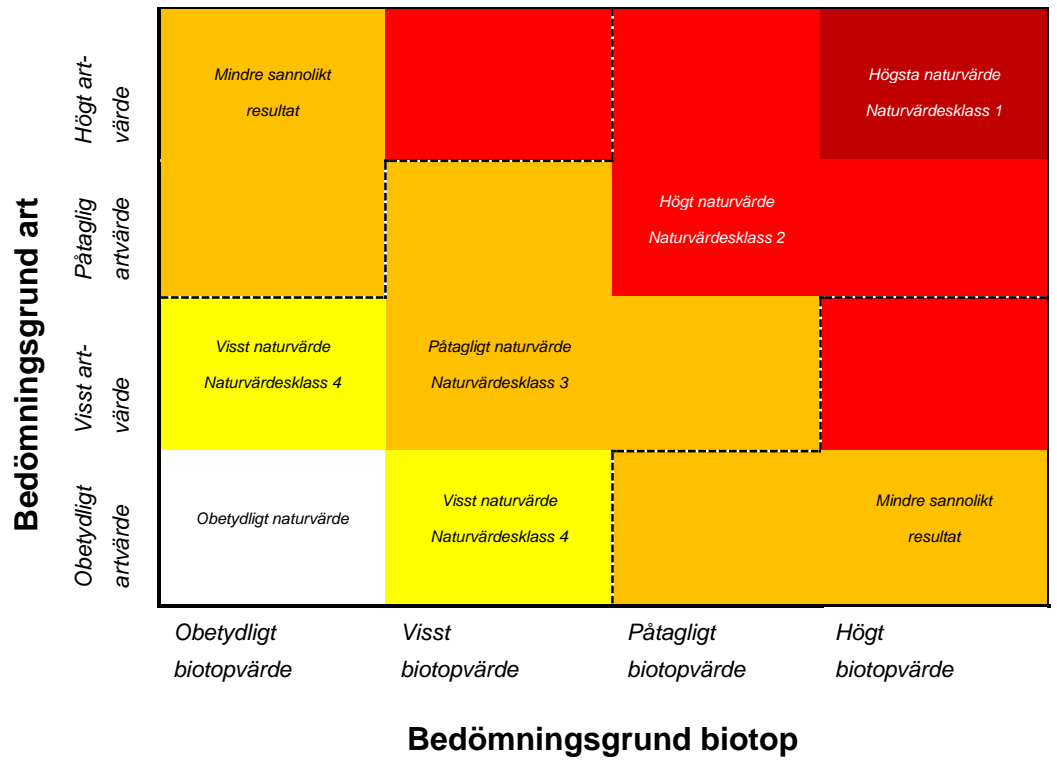 Bedömningsgrund art
Högt art-
värde
Mindre sannolikt
resultat
Högsta naturvärde
Naturvärdesklass 1
Påtaglig
artvärde
Högt naturvärde
Naturvärdesklass 2
Visst art-
värde
Visst naturvärde
Naturvärdesklass 4
Påtagligt naturvärde
Naturvärdesklass 3
Obetydligt
artvärde
Obetydligt naturvärde
Visst naturvärde
Naturvärdesklass 4
Mindre sannolikt
resultat
Obetydligt
biotopvärde
Visst
biotopvärde
Påtagligt
biotopvärde
Högt
biotopvärde
Bedömningsgrund biotop